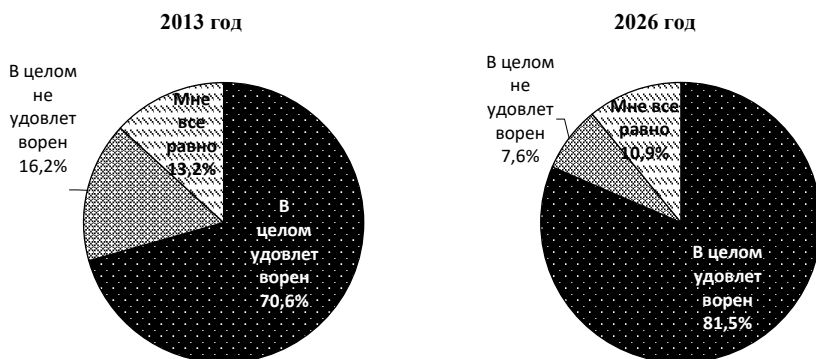 2013 год
В целом
не
удовлет
ворен
16,2%
Мне
все
равно
13,2%
В
целом
удовлет
ворен
70,6%
2026 год
В целом
не
удовлет
ворен
7,6%
Мне все
равно
10,9%
В целом
удовлет
ворен
81,5%